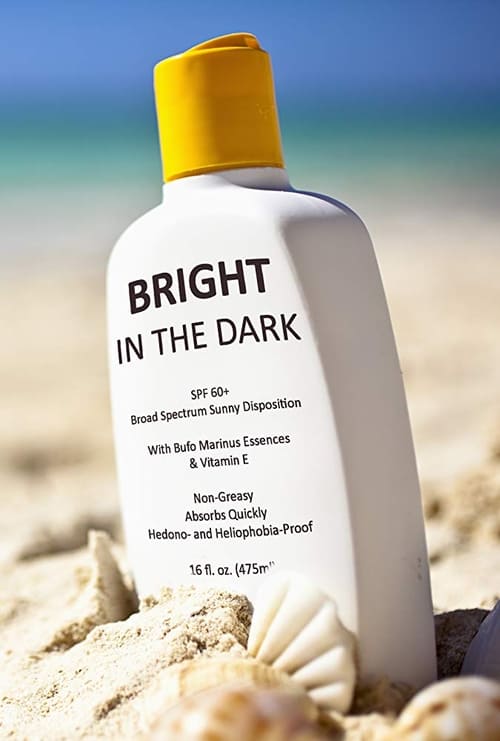 BRIGHT
IN THE DARK
SPF 60+
Broad Spectrum Sunny Disposition
With Bufo Marinus Essences
& Vitamin E
Non-Greasy
Absorbs Quickly
Hedono- and Heliophobia-Proof
16 fl. oz. (475ml)